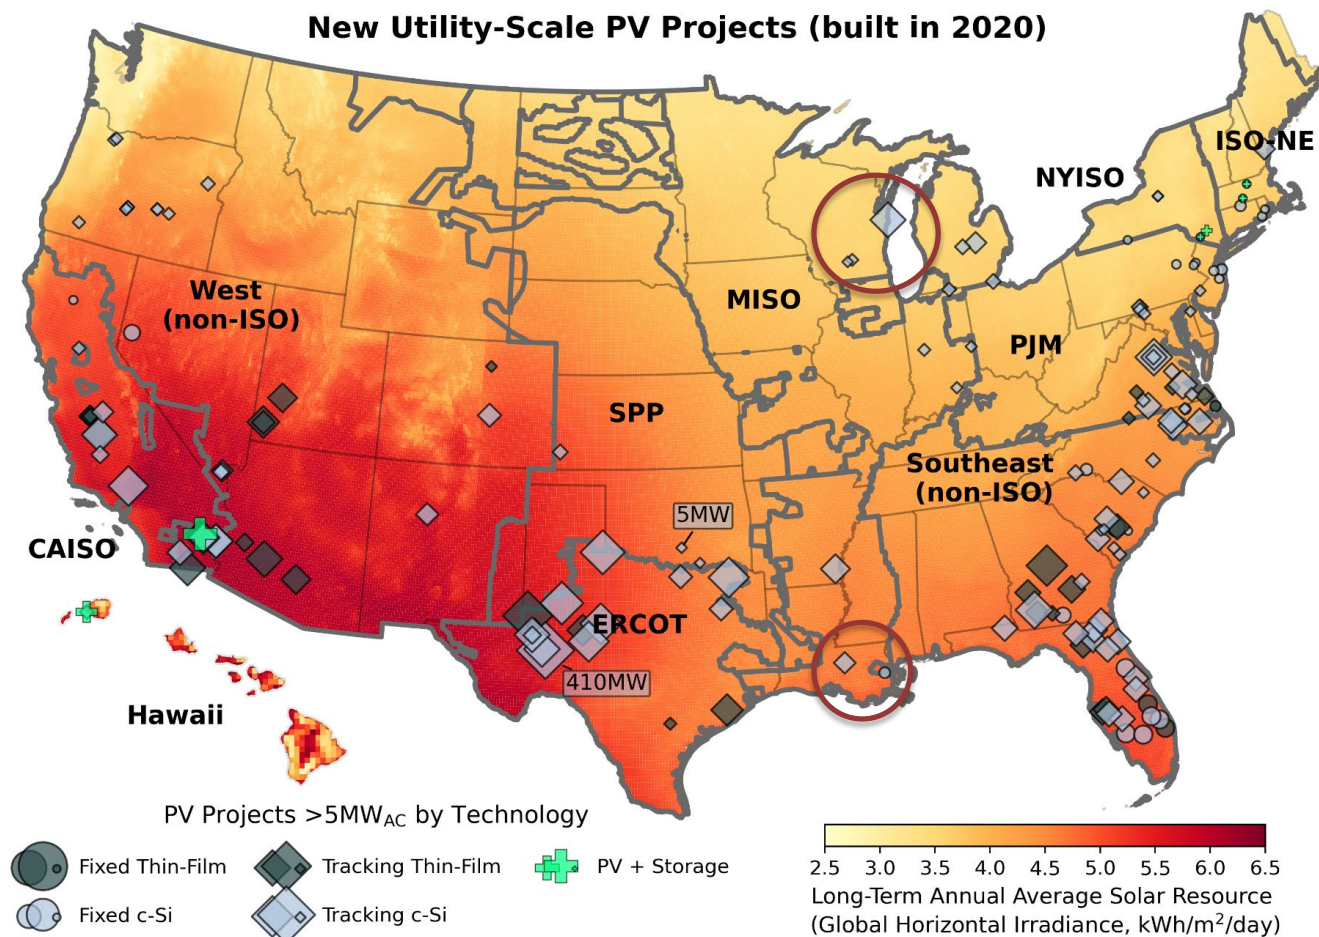 New Utility-Scale PV Projects (built in 2020)
ISO-NE
NYISO
West
(non-ISO)
MISO
PJM
SPP
Southeast
(non-ISO)
5MW
CAISO
ERCOT
410MW
Hawaii
PV Projects >5MWAC by Technology
Fixed Thin-Film
Tracking Thin-Film
PV + Storage
Fixed c-Si
Tracking c-Si
2.5 3.0 4.0 4.5 5.0 5.5 6.0 6.5
Long-Term Annual Average Solar Resource
(Global Horizontal Irradiance, kWh/m²/day)